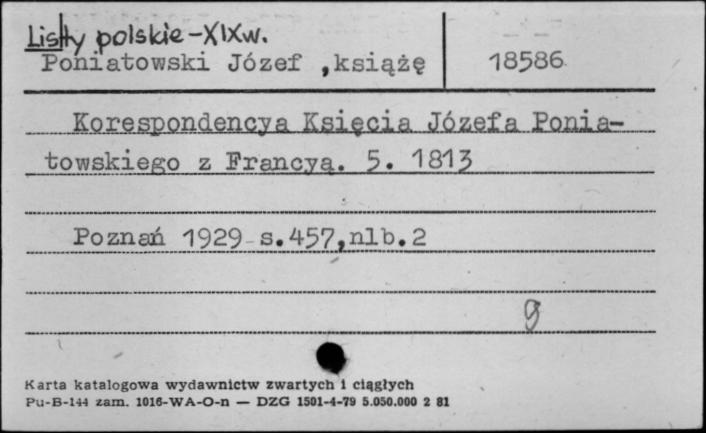 Listy polskie-XIXw.
Poniatowski Józef ,książę 18586
Korespondencya Księcia Józefa Ponia-
towskiego z Francyą. 5. 1813
Poznań 1929 s.457,nlb.2
g
Karta katalogowa wydawnictw zwartych i ciągłych
Pu-B-144 zam. 1016-WA-O-n — DZG 1501-4-79 5.050.000 2 81